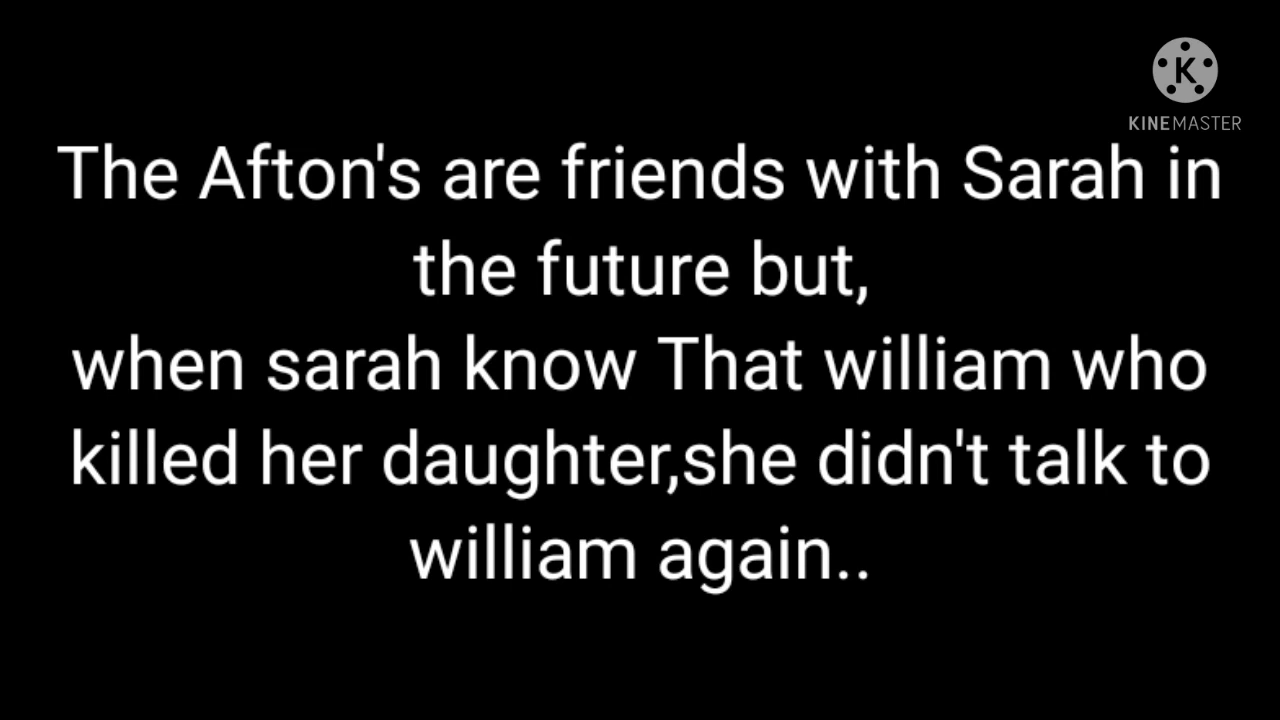 K
KINEMASTER
The Afton's are friends with Sarah in
the future but,
when sarah know That william who
killed her daughter,she didn't talk to
william again..